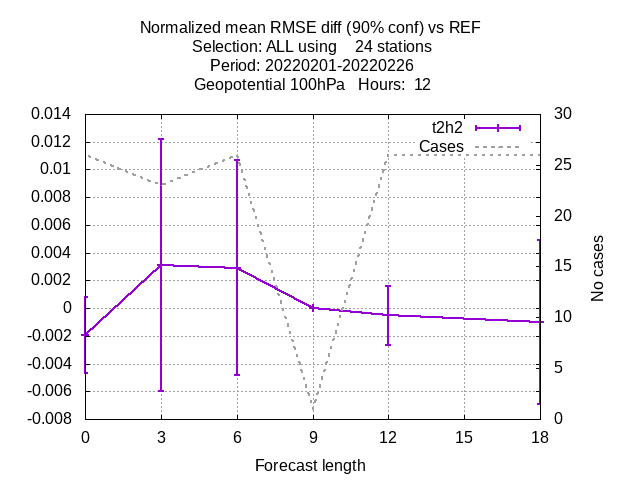 Normalized mean RMSE diff (90% conf) vs REF
Selection: ALL using    24 stations
Period: 20220201-20220226
Geopotential 100hPa   Hours:  12
t2h2
Cases
0.014
0.012
0.01
0.008
0.006
0.004
0.002
0
-0.002
-0.004
-0.006
-0.008
30
25
20
15
10
5
0
No cases
0 3 6 9 12 15 18
Forecast length